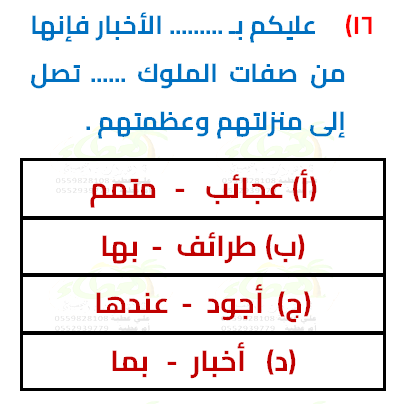 ١٦) عليكم بـ ......... الأخبار فإنها
من صفات الملوك ...... تصل
إلى منزلتهم وعظمتهم .
(أ) عجائب - متمم
(ب) طرائف - بها
(ج) أجود - عندها
(د) أخبار - بما